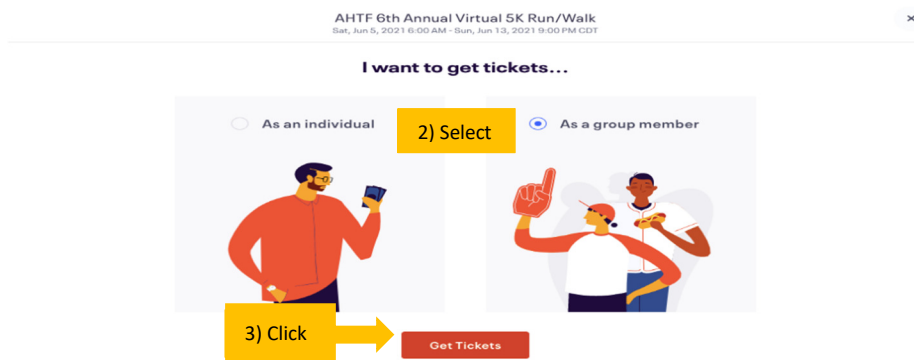 AHTF 6th Annual Virtual 5K Run/Walk
Sat, Jun 5, 2021 6:00 AM - Sun, Jun 13, 2021 9:00 PM CDT
I want to get tickets...
As an individual
2) Select
As a group member
3) Click
Get Tickets